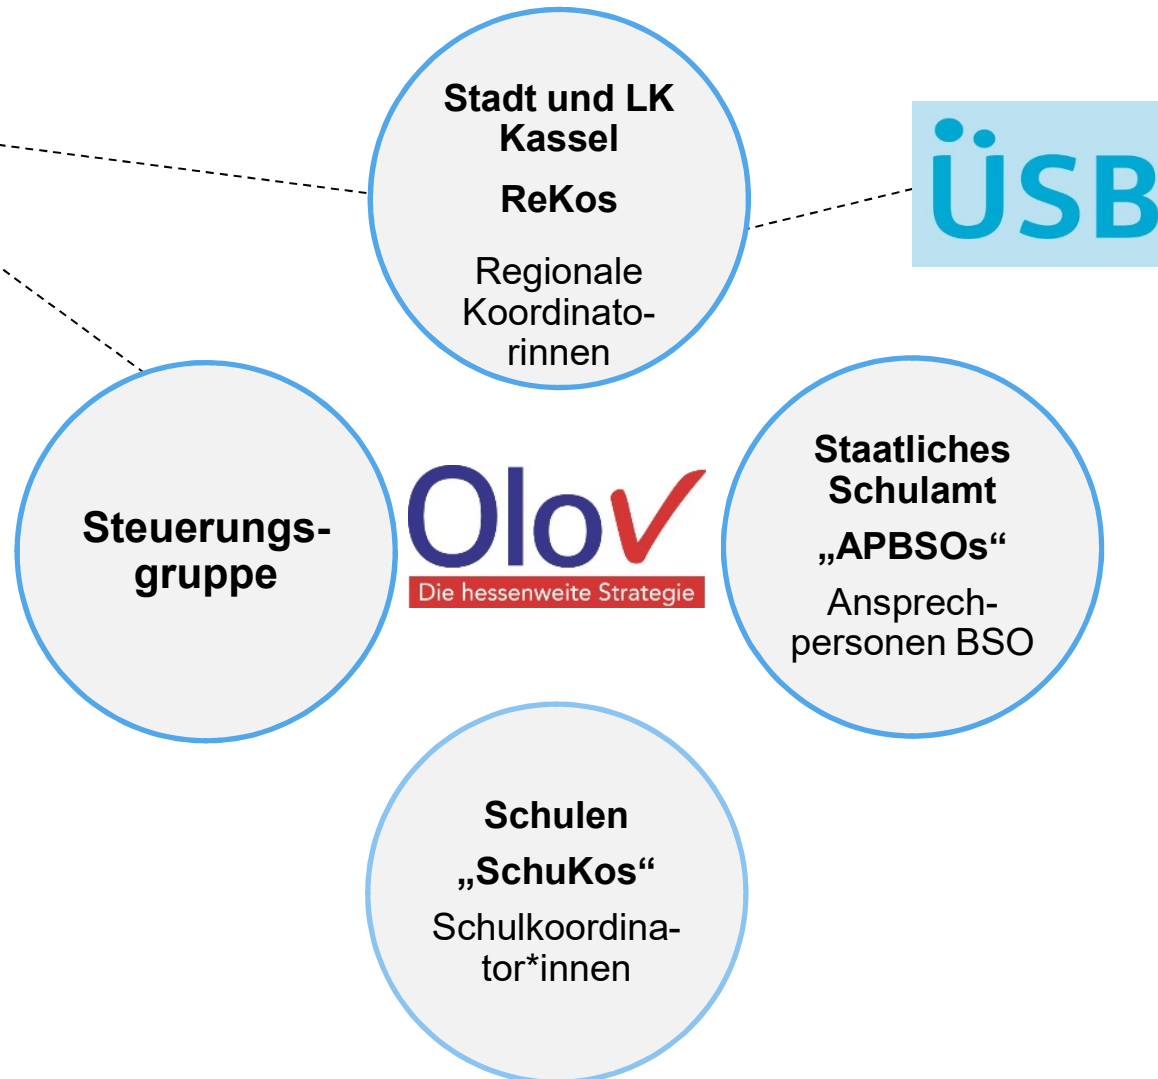 Stadt und LK
Kassel
ReKos
Regionale
Koordinato-
rinnen
ÜSB
Steuerungs-
gruppe
Olov
Die hessenweite Strategie
Staatliches
Schulamt
„APBSOs“
Ansprech-
personen BSO
Schulen
„SchuKos“
Schulkoordina-
tor*innen